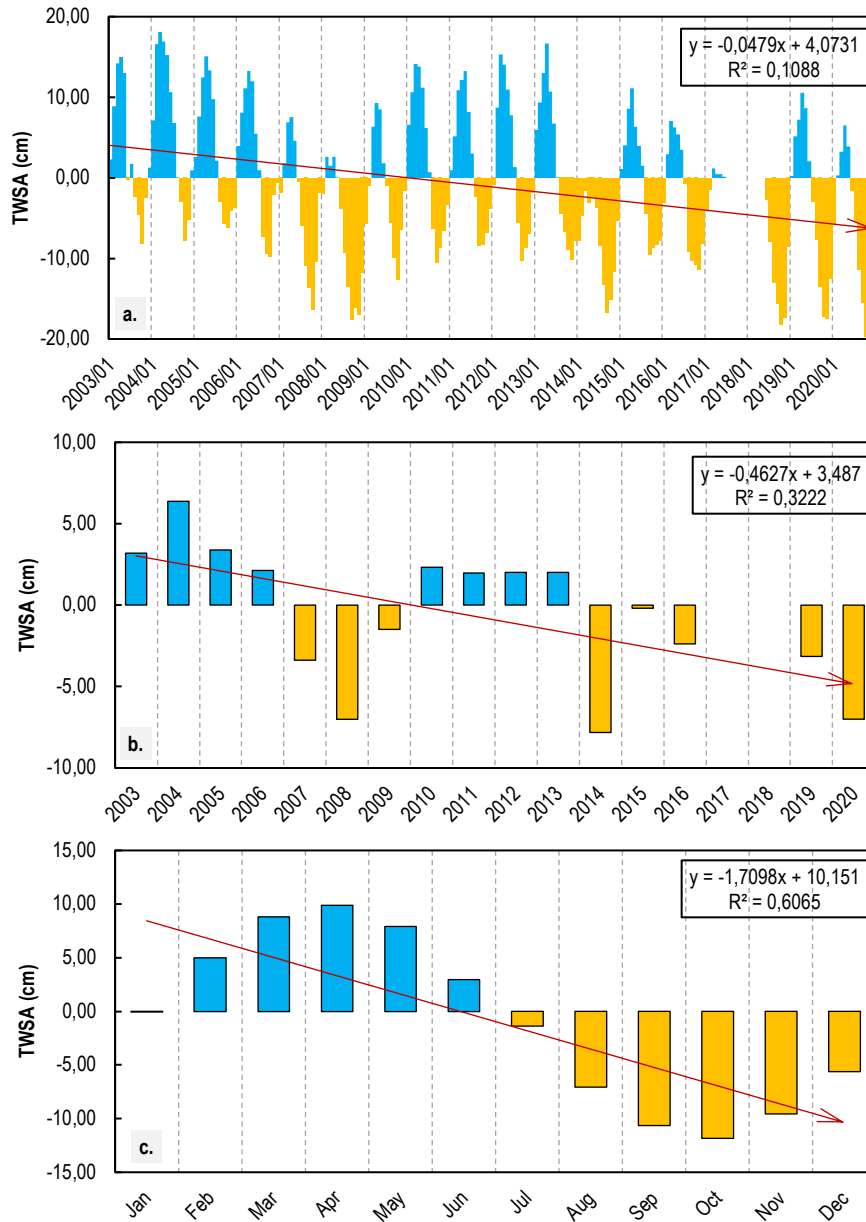 20,00
10,00
0,00
-10,00
-20,00
TWSA (cm)
y = -0,0479x + 4,0731
R² = 0,1088
a.
2003/01
2004/01
2005/01
2006/01
2007/01
2008/01
2009/01
2010/01
2011/01
2012/01
2013/01
2014/01
2015/01
2016/01
2017/01
2018/01
2019/01
2020/01
10,00
5,00
0,00
-5,00
-10,00
TWSA (cm)
y = -0,4627x + 3,487
R² = 0,3222
b.
2003
2004
2005
2006
2007
2008
2009
2010
2011
2012
2013
2014
2015
2016
2017
2018
2019
2020
15,00
10,00
5,00
0,00
-5,00
-10,00
-15,00
TWSA (cm)
y = -1,7098x + 10,151
R² = 0,6065
c.
Jan
Feb
Mar
Apr
May
Jun
Jul
Aug
Sep
Oct
Nov
Dec